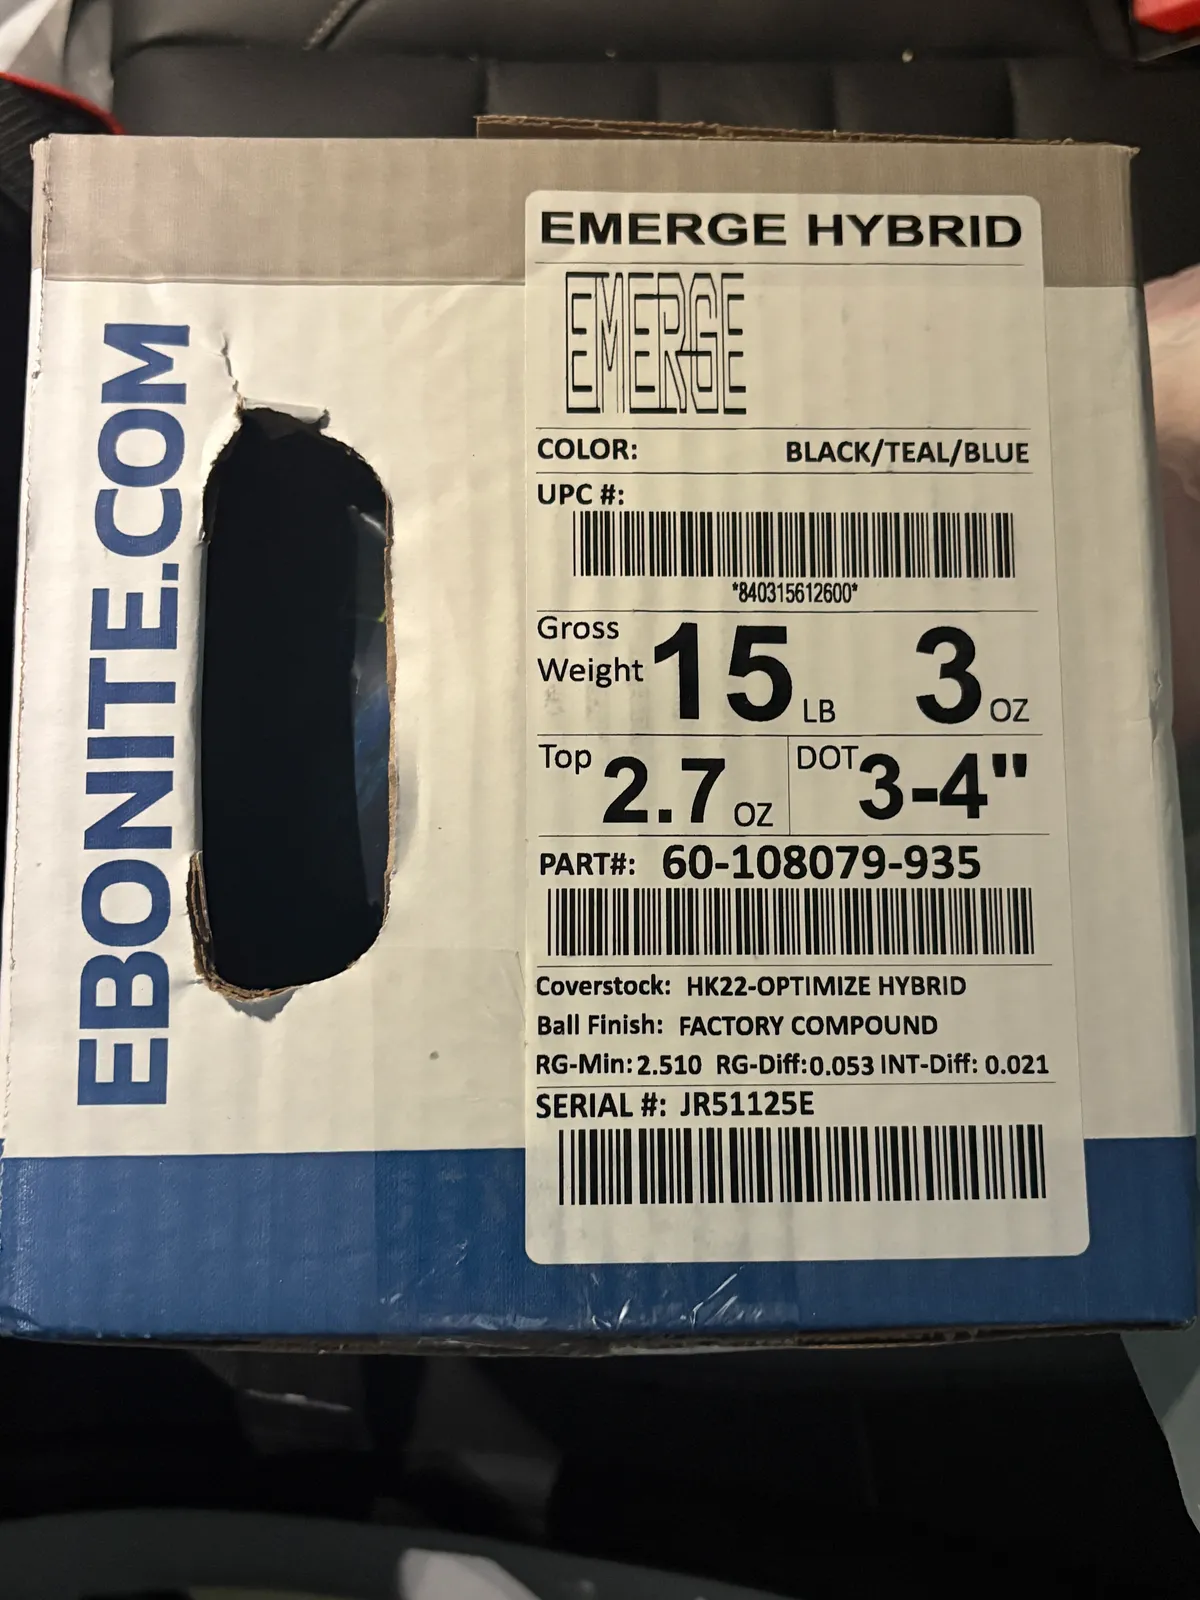 EBONITE.COM
EMERGE HYBRID
EMERGE
COLOR: BLACK/TEAL/BLUE
UPC #:
*840315612600*
Gross Weight 15 LB 3 OZ
Top 2.7 OZ DOT 3-4"
PART#: 60-108079-935
Coverstock: HK22-OPTIMIZE HYBRID
Ball Finish: FACTORY COMPOUND
RG-Min: 2.510 RG-Diff: 0.053 INT-Diff: 0.021
SERIAL #: JR51125E